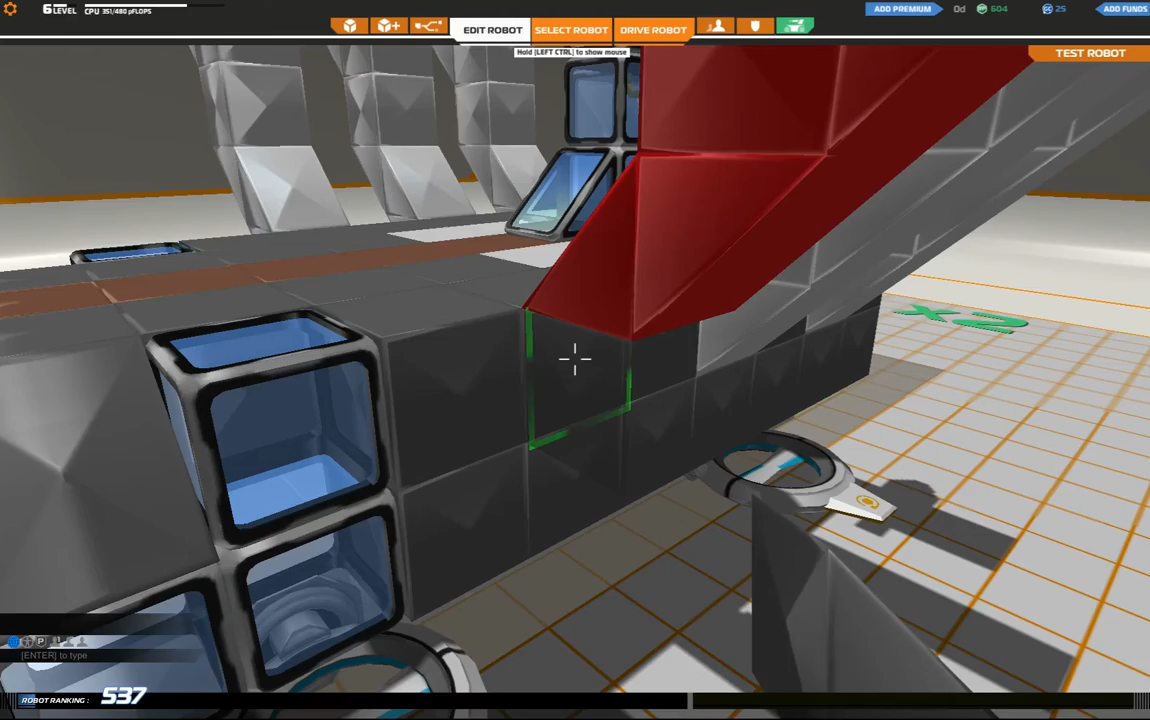 6 LEVEL CPU 351/480 pFLOPS
ADD PREMIUM 0d 604 25 ADD FUNDS
EDIT ROBOT SELECT ROBOT DRIVE ROBOT
Hold [LEFT CTRL] to show mouse
TEST ROBOT
x2
P
[ENTER] to type
ROBOT RANKING : 537